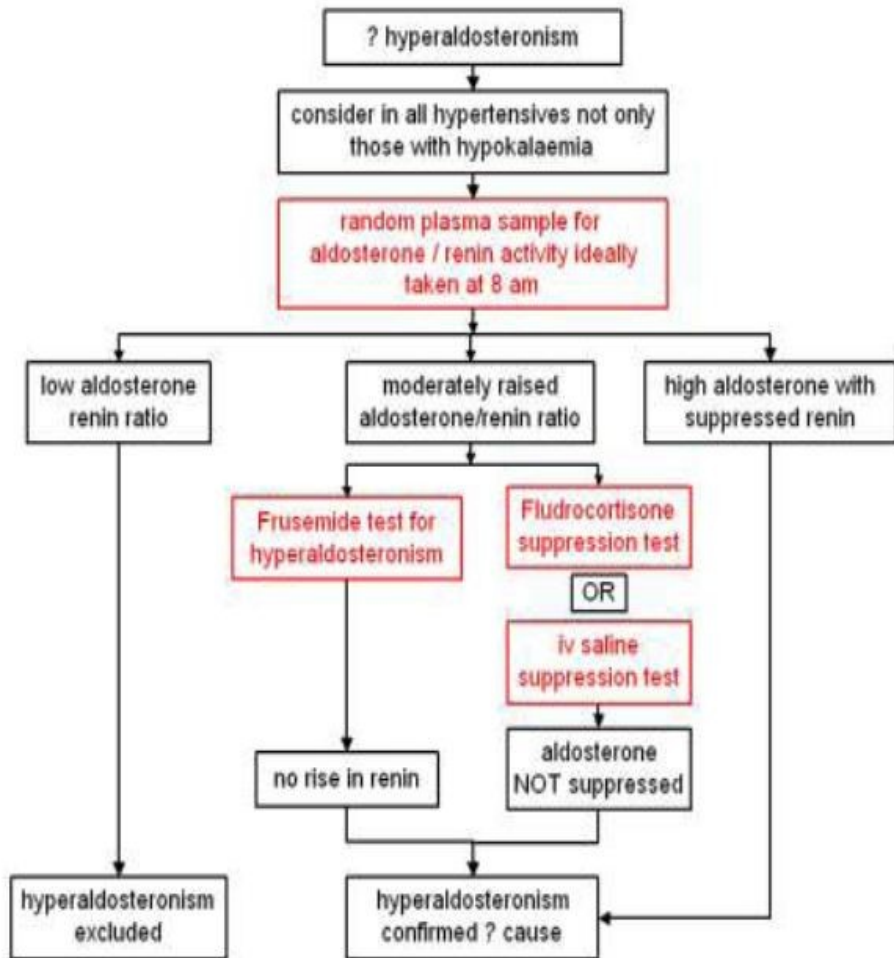 ? hyperaldosteronism
consider in all hypertensives not only
those with hypokalaemia
random plasma sample for
aldosterone / renin activity ideally
taken at 8 am
low aldosterone
renin ratio
moderately raised
aldosterone/renin ratio
high aldosterone with
suppressed renin
Frusemide test for
hyperaldosteronism
Fludrocortisone
suppression test
OR
iv saline
suppression test
no rise in renin
aldosterone
NOT suppressed
hyperaldosteronism
excluded
hyperaldosteronism
confirmed ? cause